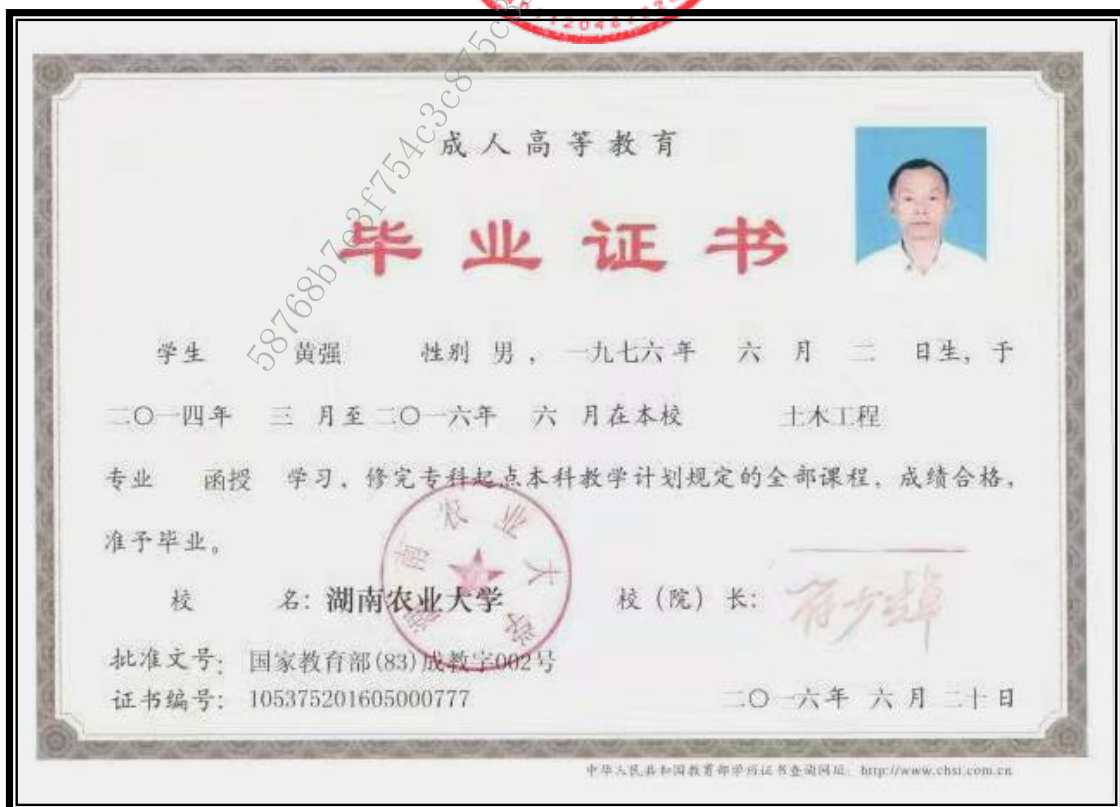 成人高等教育
毕业证书
学生 黄强 性别 男，一九七六年 六 月 二 日生，于
二〇一四年 三 月至二〇一六年 六 月在本校 土木工程
专业 函授 学习，修完专科起点本科教学计划规定的全部课程，成绩合格，
准予毕业。
校 名：湖南农业大学 校（院）长：
批准文号：国家教育部(83)成教字002号
证书编号：105375201605000777
二〇一六年 六 月 二十日
湖南农业大学
中华人民共和国教育部学历证书查询网址：http://www.chsi.com.cn